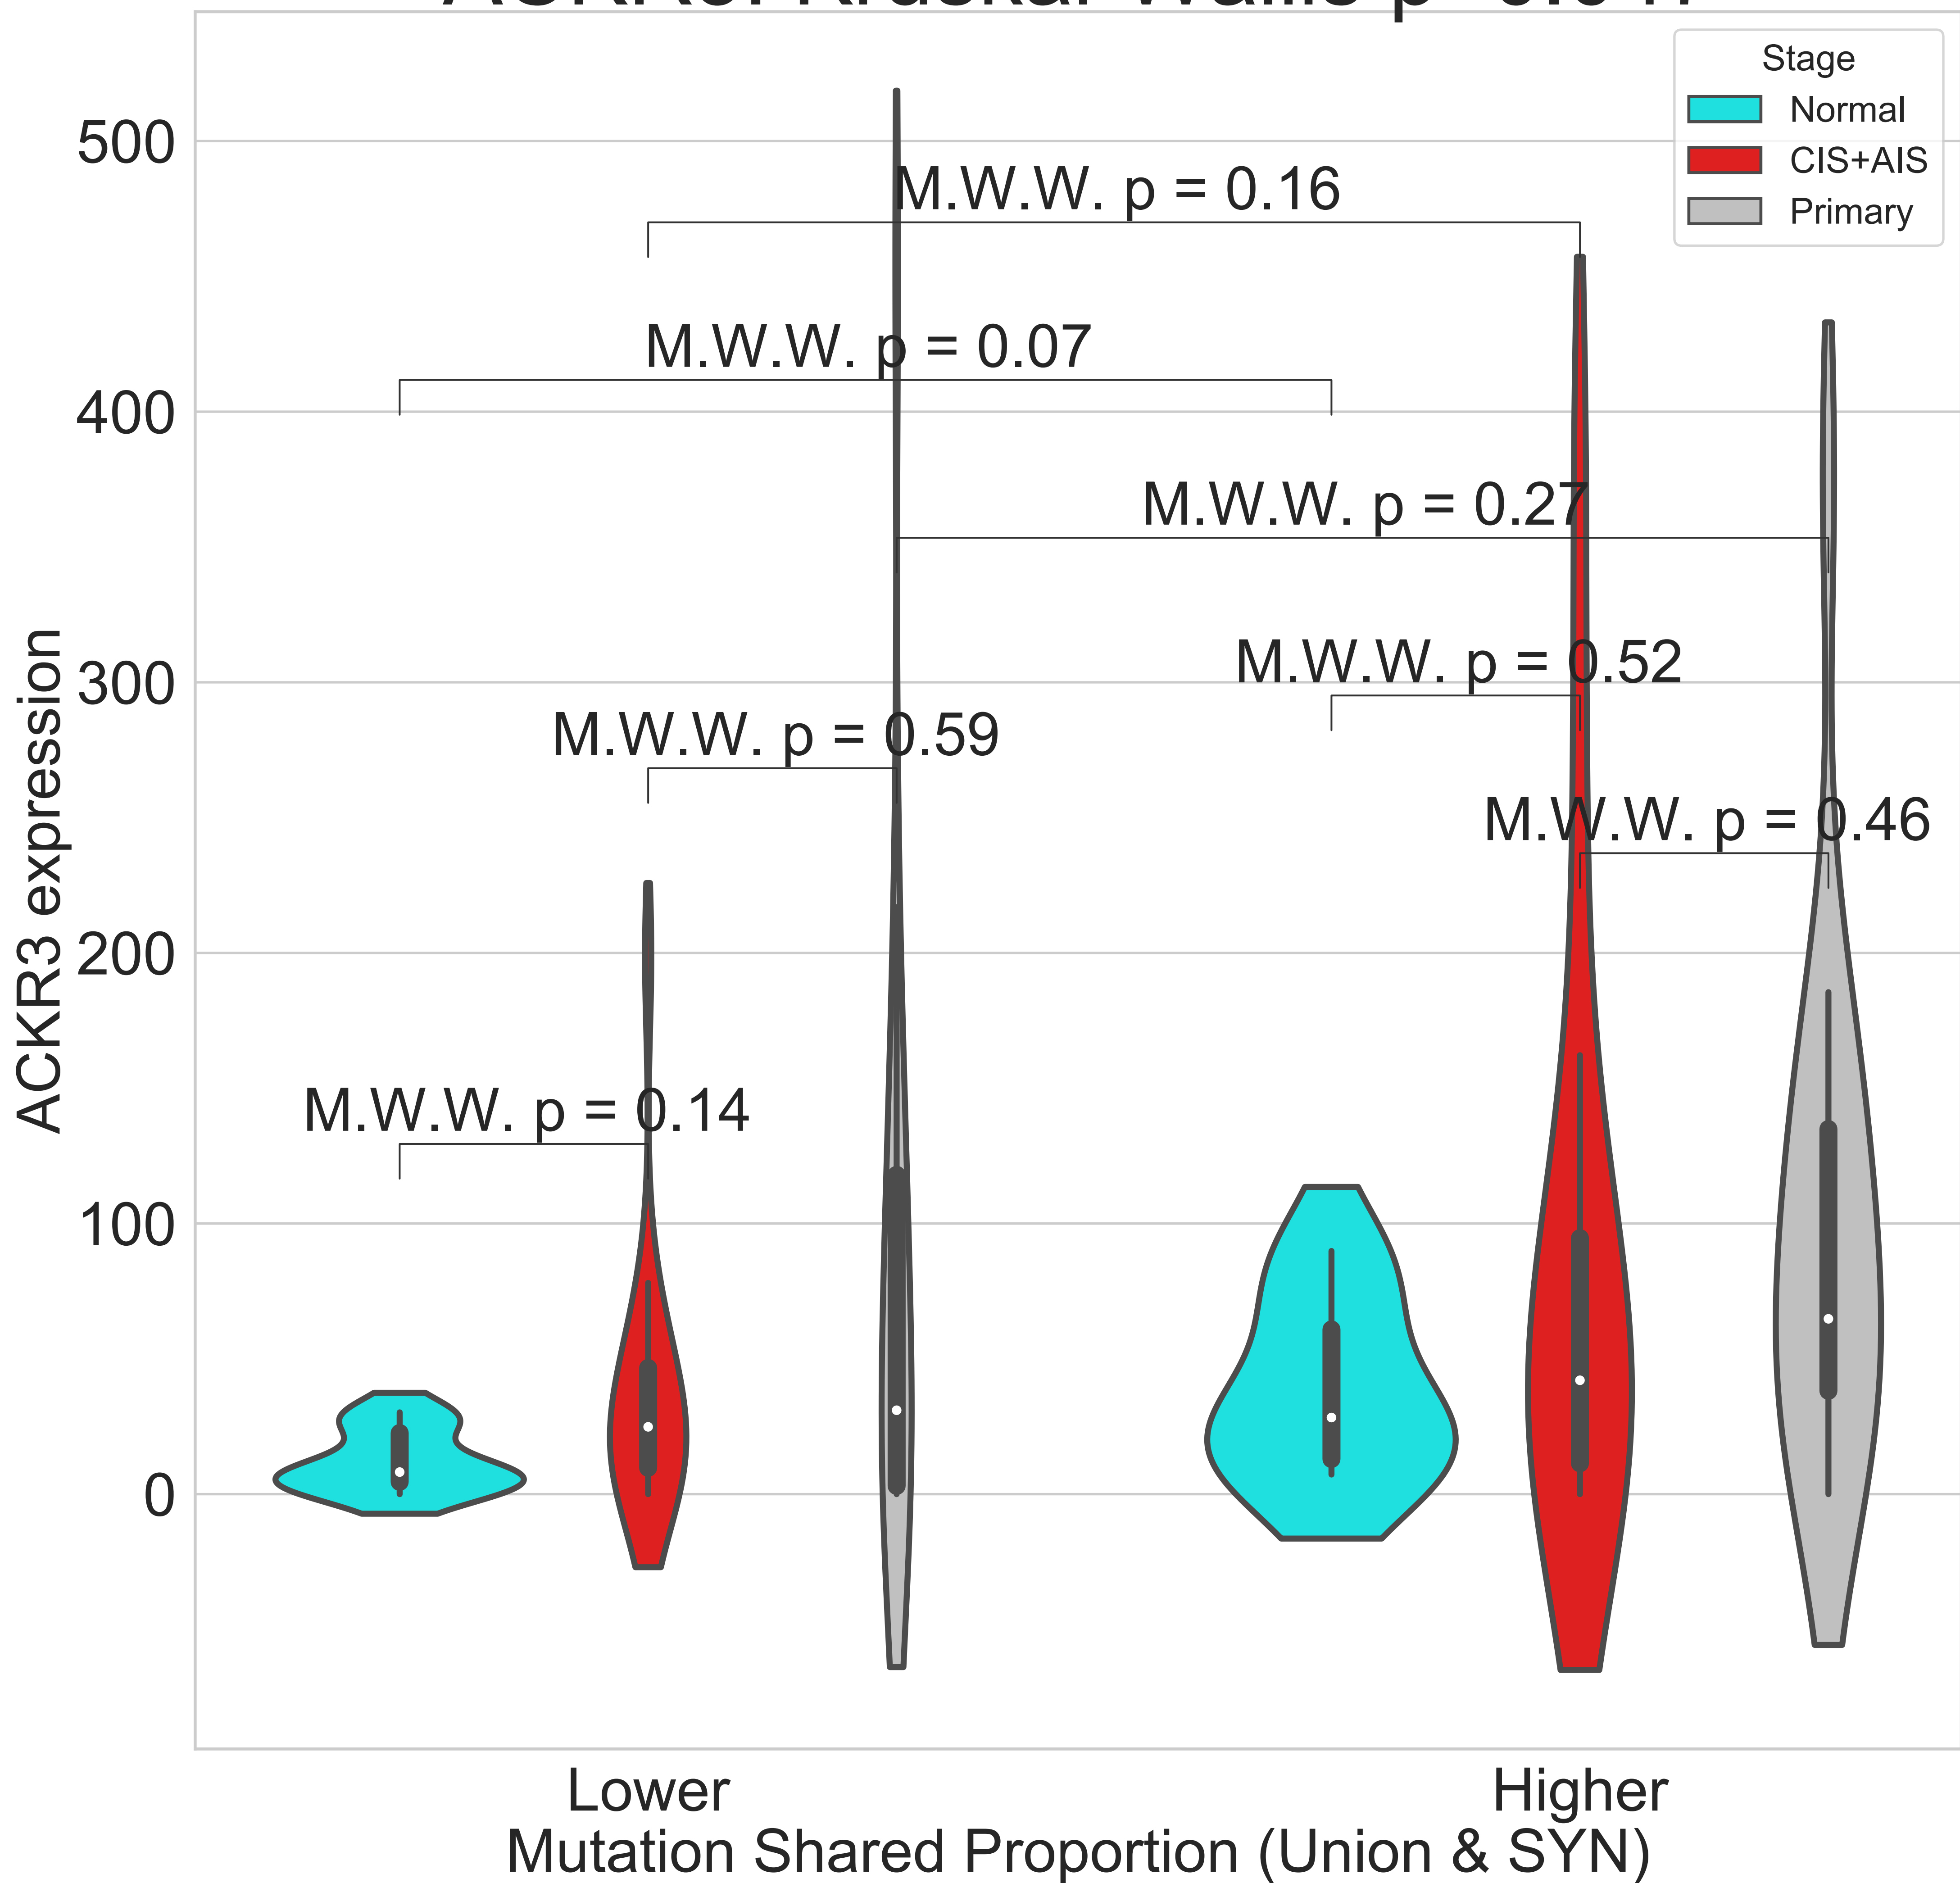 Stage
Normal
CIS+AIS
Primary
500
400
300
200
100
0
ACKR3 expression
M.W.W. p = 0.16
M.W.W. p = 0.07
M.W.W. p = 0.27
M.W.W. p = 0.52
M.W.W. p = 0.59
M.W.W. p = 0.46
M.W.W. p = 0.14
Lower
Higher
Mutation Shared Proportion (Union & SYN)